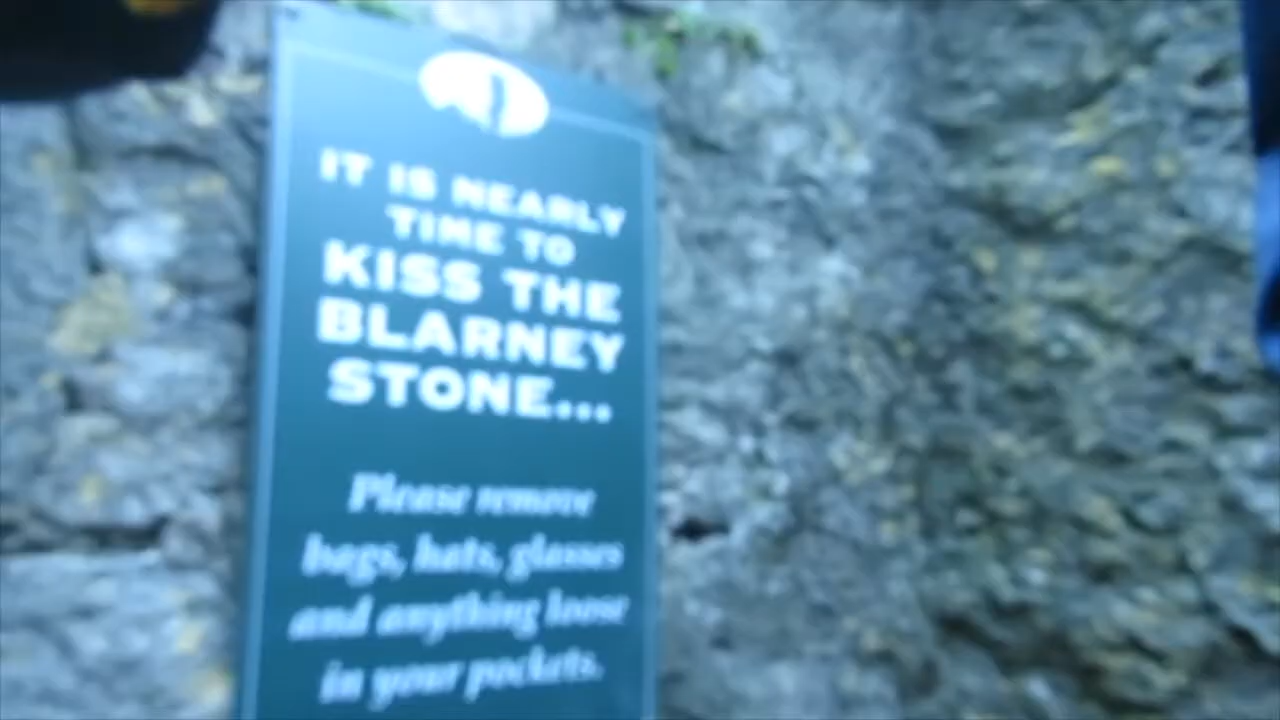 IT IS NEARLY
TIME TO
KISS THE
BLARNEY
STONE...
Please remove
bags, hats, glasses
and anything loose
in your pockets.